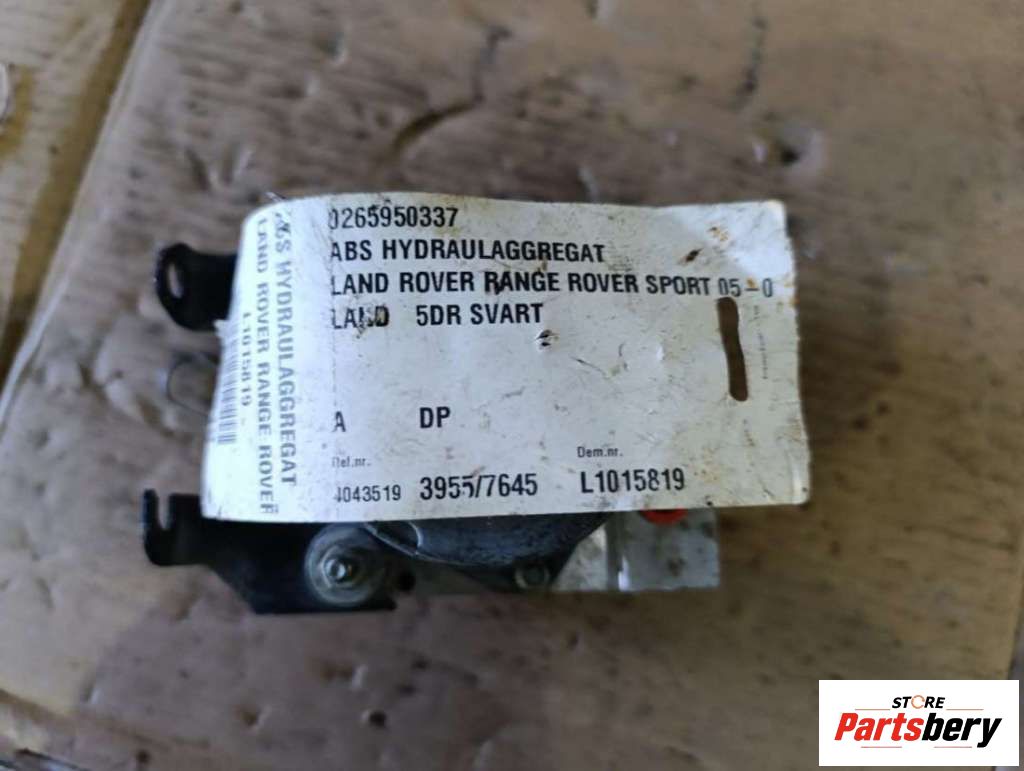 0265950337
ABS HYDRAULAGGREGAT
LAND ROVER RANGE ROVER SPORT 05-0
LAND 5DR SVART
A DP
Ref.nr. Dem.nr.
4043519 3955/7645 L1015819
ABS HYDRAULAGGREGAT
LAND ROVER RANGE ROVER
L1015819
STORE
Partsbery